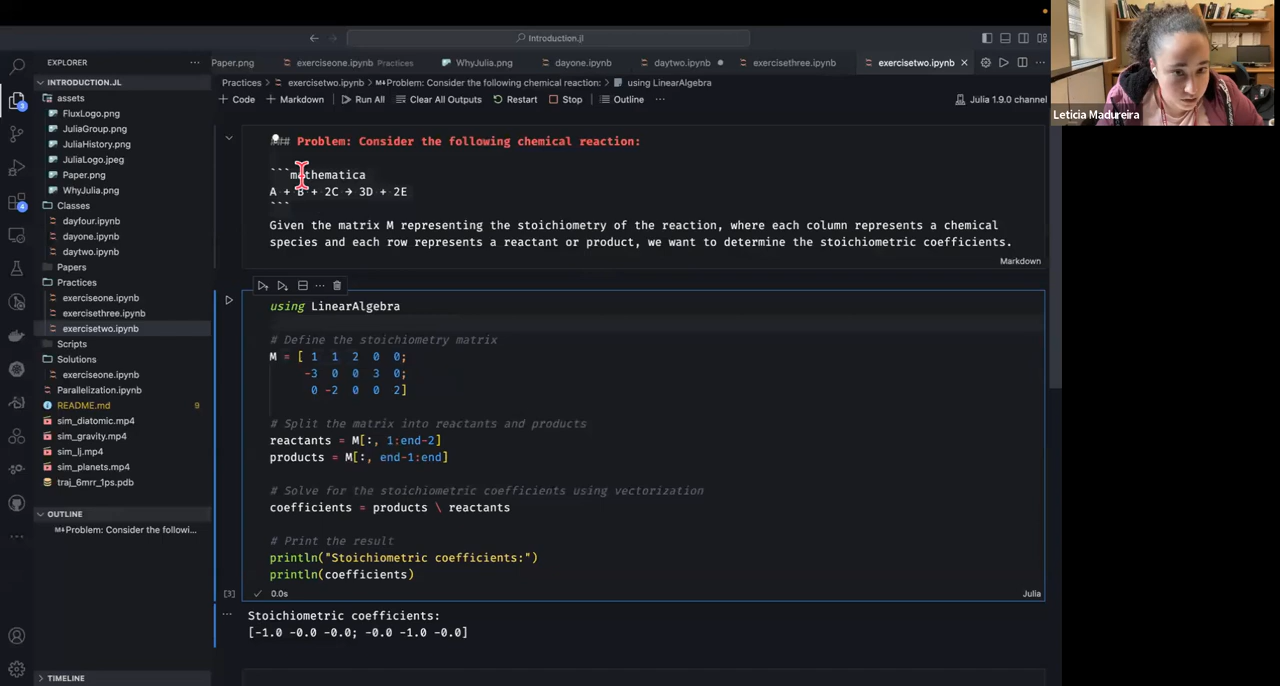 Introduction.jl
EXPLORER
INTRODUCTION.JL
assets
FluxLogo.png
JuliaGroup.png
JuliaHistory.png
JuliaLogo.jpeg
Paper.png
WhyJulia.png
Classes
dayfour.ipynb
dayone.ipynb
daytwo.ipynb
Papers
Practices
exerciseone.ipynb
exercisethree.ipynb
exercisetwo.ipynb
Scripts
Solutions
exerciseone.ipynb
Parallelization.ipynb
README.md 9
sim_diatomic.mp4
sim_gravity.mp4
sim_lj.mp4
sim_planets.mp4
traj_6mrr_1ps.pdb
OUTLINE
Problem: Consider the followi...
TIMELINE
3
4
Paper.png exerciseone.ipynb Practices WhyJulia.png dayone.ipynb daytwo.ipynb exercisethree.ipynb exercisetwo.ipynb
Practices > exercisetwo.ipynb > Problem: Consider the following chemical reaction: > using LinearAlgebra
+ Code + Markdown Run All Clear All Outputs Restart Stop Outline ... Julia 1.9.0 channel
### Problem: Consider the following chemical reaction:
```mathematica
A + B + 2C → 3D + 2E
```
Given the matrix M representing the stoichiometry of the reaction, where each column represents a chemical
species and each row represents a reactant or product, we want to determine the stoichiometric coefficients.
Markdown
using LinearAlgebra
# Define the stoichiometry matrix
M = [ 1 1 2 0 0;
-3 0 0 3 0;
0 -2 0 0 2]
# Split the matrix into reactants and products
reactants = M[:, 1:end-2]
products = M[:, end-1:end]
# Solve for the stoichiometric coefficients using vectorization
coefficients = products \ reactants
# Print the result
println("Stoichiometric coefficients:")
println(coefficients)
[3] 0.0s Julia
Stoichiometric coefficients:
[-1.0 -0.0 -0.0; -0.0 -1.0 -0.0]
Leticia Madureira